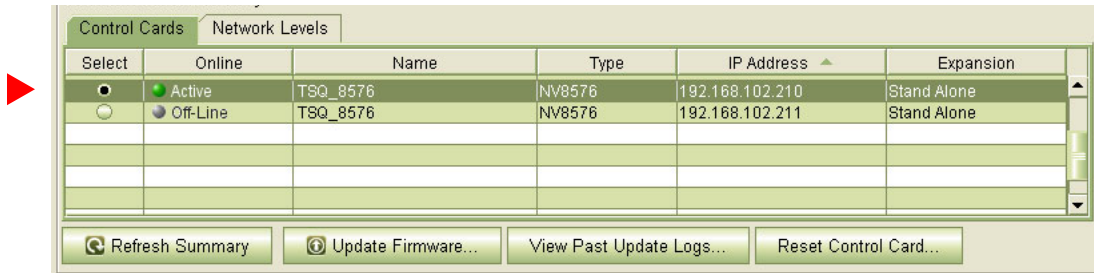 Control Cards Network Levels
Select Online Name Type IP Address Expansion
Active TSQ_8576 NV8576 192.168.102.210 Stand Alone
Off-Line TSQ_8576 NV8576 192.168.102.211 Stand Alone
Refresh Summary Update Firmware... View Past Update Logs... Reset Control Card...